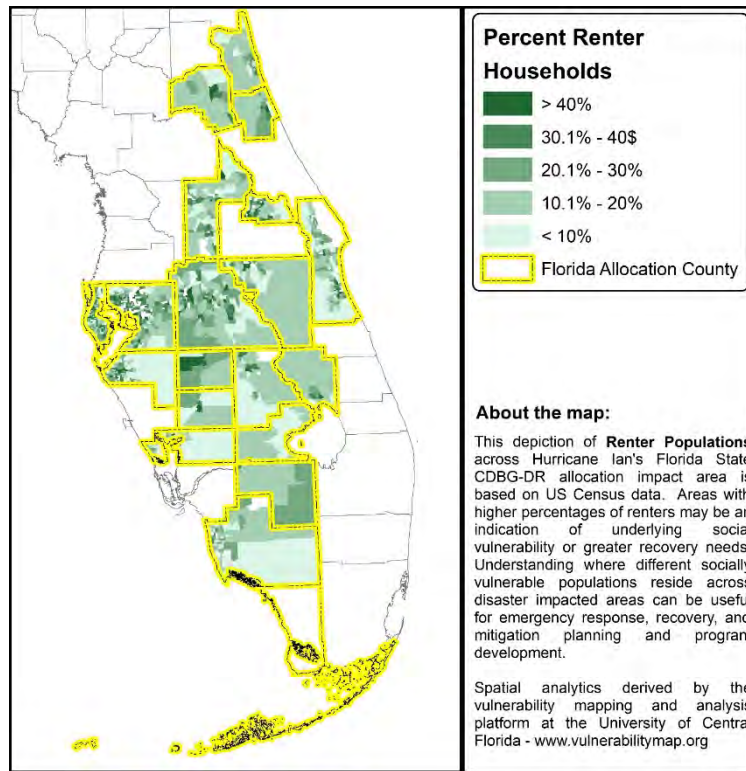 Percent Renter
Households
> 40%
30.1% - 40$
20.1% - 30%
10.1% - 20%
< 10%
Florida Allocation County
About the map:
This depiction of Renter Populations
across Hurricane Ian's Florida State
CDBG-DR allocation impact area is
based on US Census data. Areas with
higher percentages of renters may be an
indication of underlying social
vulnerability or greater recovery needs.
Understanding where different socially
vulnerable populations reside across
disaster impacted areas can be useful
for emergency response, recovery, and
mitigation planning and program
development.
Spatial analytics derived by the
vulnerability mapping and analysis
platform at the University of Central
Florida - www.vulnerabilitymap.org